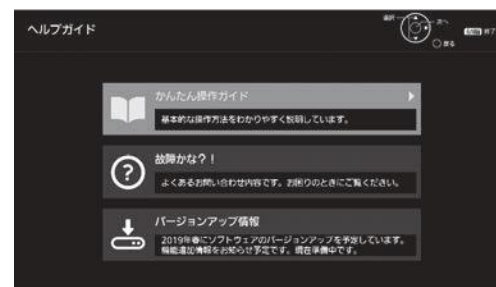 ヘルプガイド
選択
次へ
戻る
終了
かんたん操作ガイド
基本的な操作方法をわかりやすく説明しています。
故障かな?!
よくあるお問い合わせ内容です。お困りのときにご覧ください。
バージョンアップ情報
2019年春にソフトウェアのバージョンアップを予定しています。
機能追加情報をお知らせ予定です。現在準備中です。